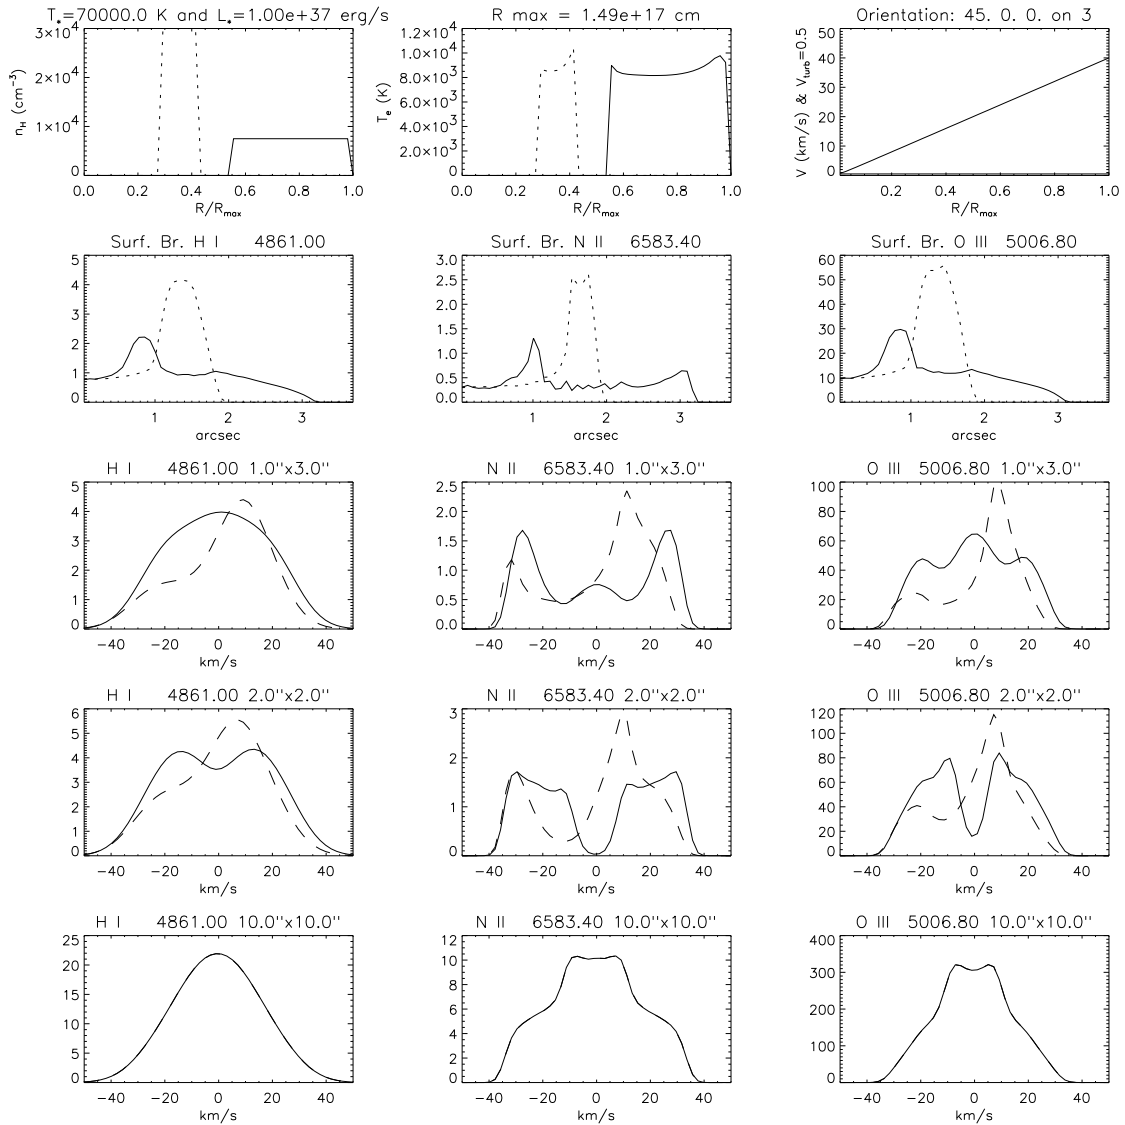 T*=70000.0 K and L*=1.00e+37 erg/s
R max = 1.49e+17 cm
Orientation: 45. 0. 0. on 3
n_H (cm⁻³)
3×10⁴
2×10⁴
1×10⁴
0
0.0 0.2 0.4 0.6 0.8 1.0
R/R_max
T_e (K)
1.2×10⁴
1.0×10⁴
8.0×10³
6.0×10³
4.0×10³
2.0×10³
0.0 0.2 0.4 0.6 0.8 1.0
R/R_max
V (km/s) & V_turb=0.5
50
40
30
20
10
0
0.2 0.4 0.6 0.8 1.0
R/R_max
Surf. Br. H I 4861.00
5
4
3
2
1
0
1 2 3
arcsec
Surf. Br. N II 6583.40
3.0
2.5
2.0
1.5
1.0
0.5
0.0
1 2 3
arcsec
Surf. Br. O III 5006.80
60
50
40
30
20
10
0
1 2 3
arcsec
H I 4861.00 1.0''x3.0''
5
4
3
2
1
0
−40 −20 0 20 40
km/s
N II 6583.40 1.0''x3.0''
2.5
2.0
1.5
1.0
0.5
0.0
−40 −20 0 20 40
km/s
O III 5006.80 1.0''x3.0''
100
80
60
40
20
0
−40 −20 0 20 40
km/s
H I 4861.00 2.0''x2.0''
6
5
4
3
2
1
0
−40 −20 0 20 40
km/s
N II 6583.40 2.0''x2.0''
3
2
1
0
−40 −20 0 20 40
km/s
O III 5006.80 2.0''x2.0''
120
100
80
60
40
20
0
−40 −20 0 20 40
km/s
H I 4861.00 10.0''x10.0''
25
20
15
10
5
0
−40 −20 0 20 40
km/s
N II 6583.40 10.0''x10.0''
12
10
8
6
4
2
0
−40 −20 0 20 40
km/s
O III 5006.80 10.0''x10.0''
400
300
200
100
0
−40 −20 0 20 40
km/s